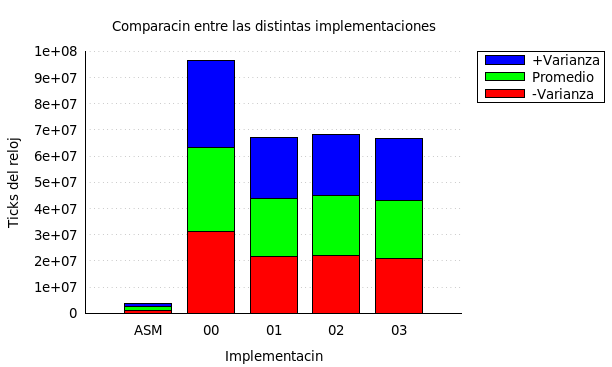 Comparacin entre las distintas implementaciones
+Varianza
Promedio
-Varianza
Ticks del reloj
1e+08
9e+07
8e+07
7e+07
6e+07
5e+07
4e+07
3e+07
2e+07
1e+07
0
ASM 00 01 02 03
Implementacin